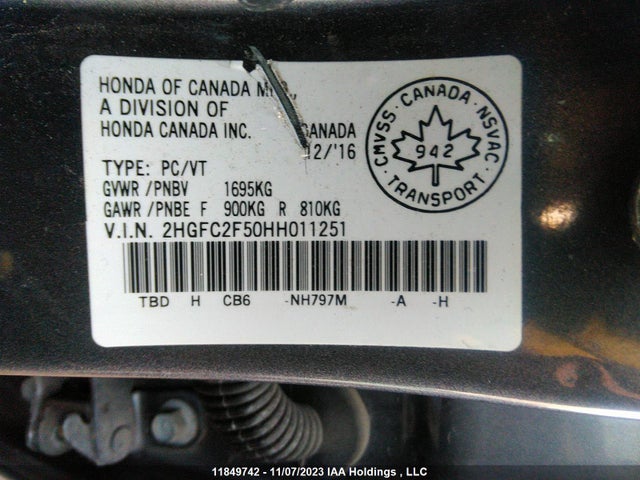 HONDA OF CANADA
A DIVISION OF
HONDA CANADA INC. CANADA
12/'16
TYPE: PC/VT
GVWR /PNBV 1695KG
GAWR /PNBE F 900KG R 810KG
V.I.N. 2HGFC2F50HH011251
TBD H CB6 -NH797M -A -H
CMVSS · CANADA · NSVAC
942
TRANSPORT
11849742 - 11/07/2023 IAA Holdings , LLC